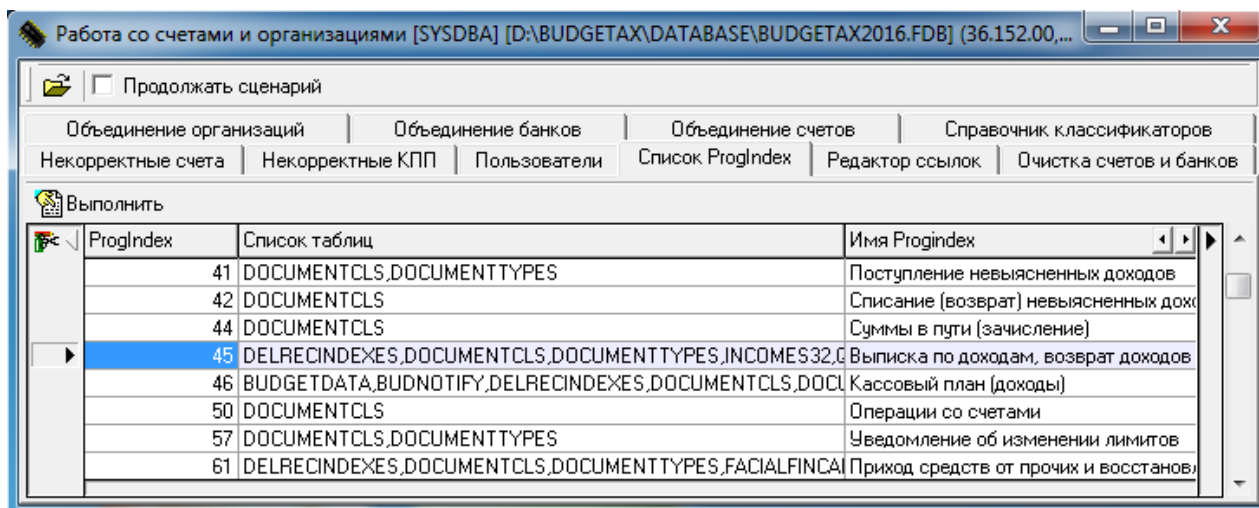 Работа со счетами и организациями [SYSDBA] [D:\BUDGETAX\DATABASE\BUDGETAX2016.FDB] (36.152.00,...
Продолжать сценарий
Объединение организаций Объединение банков Объединение счетов Справочник классификаторов
Некорректные счета Некорректные КПП Пользователи Список ProgIndex Редактор ссылок Очистка счетов и банков
Выполнить
ProgIndex Список таблиц Имя Progindex
41 DOCUMENTCLS,DOCUMENTTYPES Поступление невыясненных доходов
42 DOCUMENTCLS Списание (возврат) невыясненных дохо
44 DOCUMENTCLS Суммы в пути (зачисление)
45 DELRECINDEXES,DOCUMENTCLS,DOCUMENTTYPES,INCOMES32, Выписка по доходам, возврат доходов
46 BUDGETDATA,BUDNOTIFY,DELRECINDEXES,DOCUMENTCLS,DOCU Кассовый план (доходы)
50 DOCUMENTCLS Операции со счетами
57 DOCUMENTCLS,DOCUMENTTYPES Уведомление об изменении лимитов
61 DELRECINDEXES,DOCUMENTCLS,DOCUMENTTYPES,FACIALFINCA Приход средств от прочих и восстанов